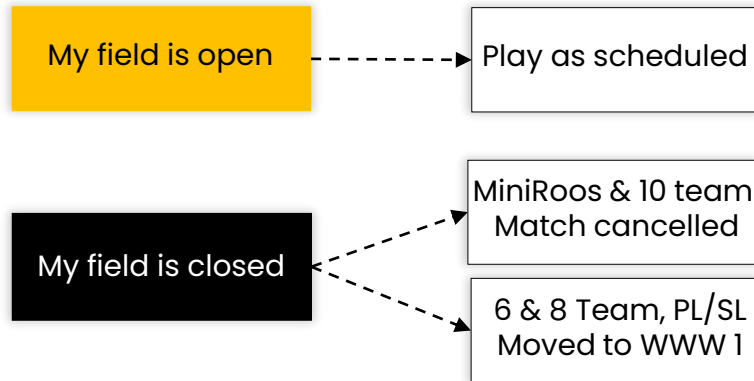 My field is open
Play as scheduled
My field is closed
MiniRoos & 10 team
Match cancelled
6 & 8 Team, PL/SL
Moved to WWW 1